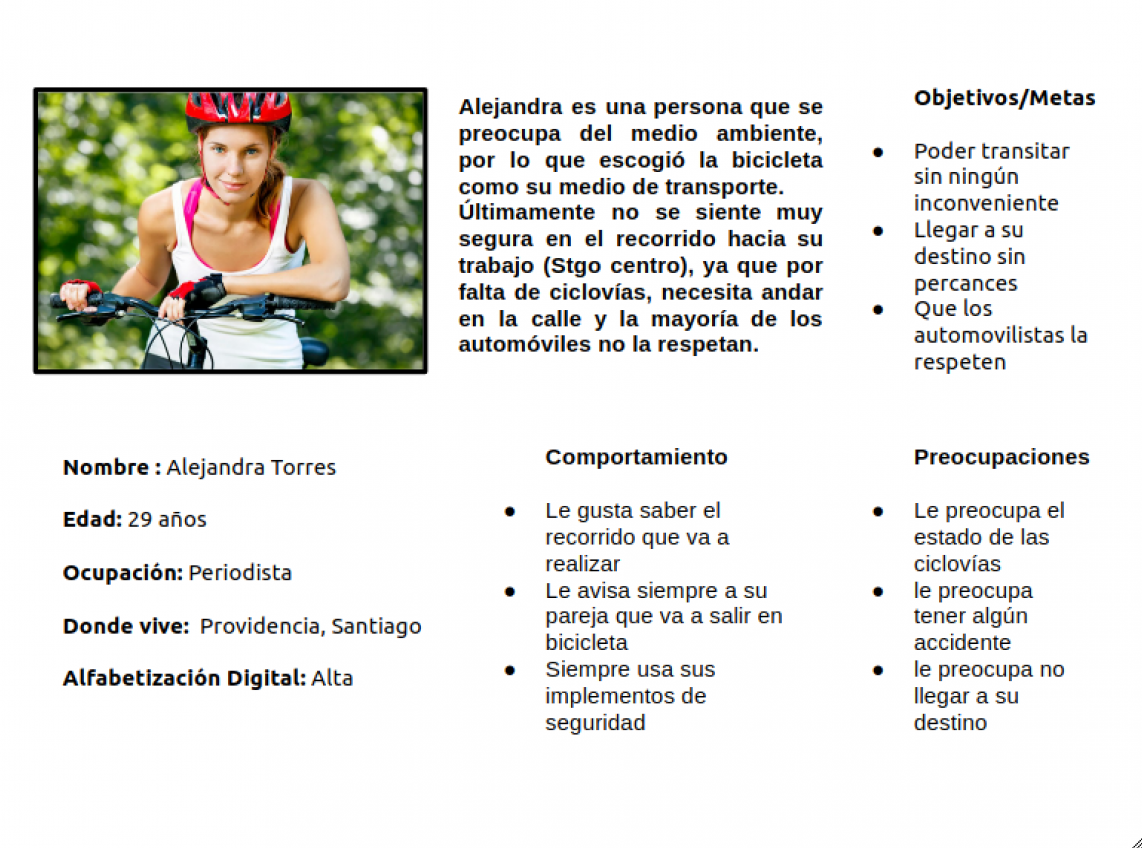 Alejandra es una persona que se
preocupa del medio ambiente,
por lo que escogió la bicicleta
como su medio de transporte.
Últimamente no se siente muy
segura en el recorrido hacia su
trabajo (Stgo centro), ya que por
falta de ciclovías, necesita andar
en la calle y la mayoría de los
automóviles no la respetan.
Objetivos/Metas
● Poder transitar
sin ningún
inconveniente
● Llegar a su
destino sin
percances
● Que los
automovilistas la
respeten
Nombre : Alejandra Torres
Edad: 29 años
Ocupación: Periodista
Donde vive: Providencia, Santiago
Alfabetización Digital: Alta
Comportamiento
● Le gusta saber el
recorrido que va a
realizar
● Le avisa siempre a su
pareja que va a salir en
bicicleta
● Siempre usa sus
implementos de
seguridad
Preocupaciones
● Le preocupa el
estado de las
ciclovías
● le preocupa
tener algún
accidente
● le preocupa no
llegar a su
destino